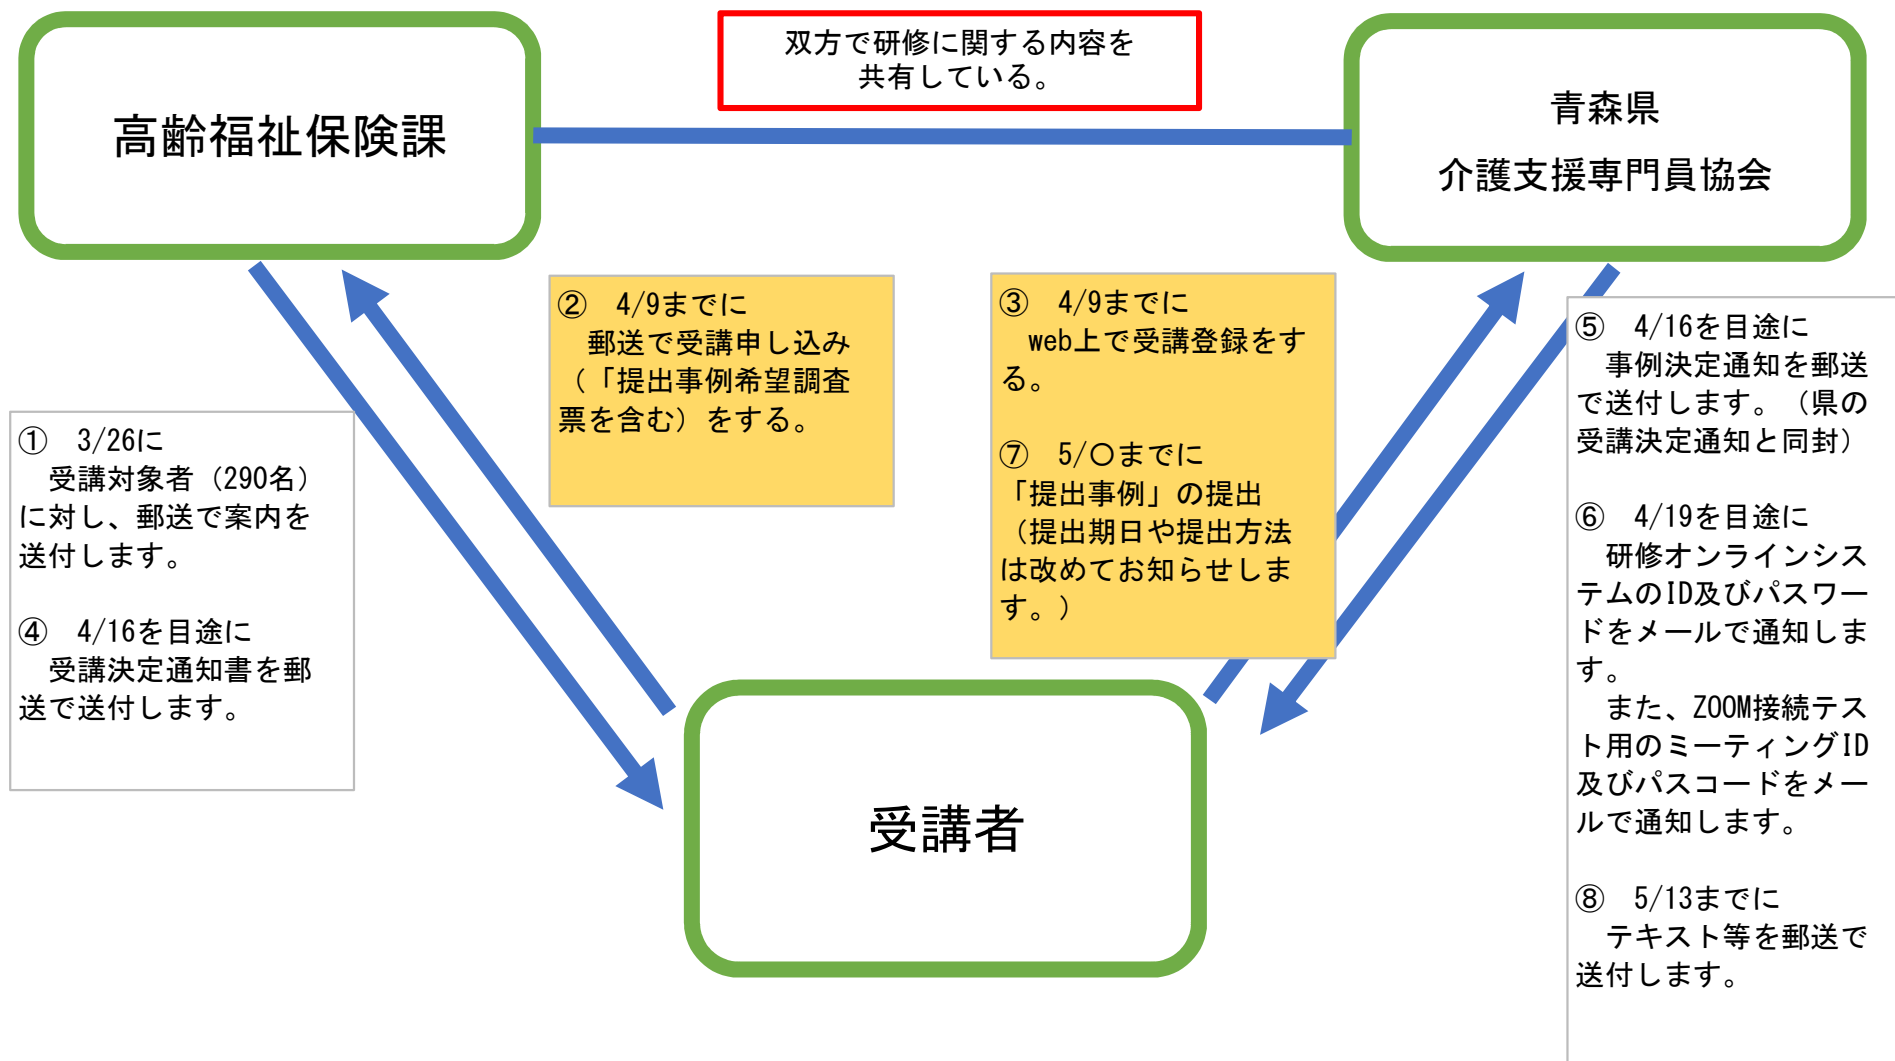 高齢福祉保険課
双方で研修に関する内容を
共有している。
青森県
介護支援専門員協会
① 3/26に
受講対象者（290名）
に対し、郵送で案内を
送付します。
④ 4/16を目途に
受講決定通知書を郵
送で送付します。
② 4/9までに
郵送で受講申し込み
（「提出事例希望調査
票を含む）をする。
③ 4/9までに
web上で受講登録をす
る。
⑦ 5/〇までに
「提出事例」の提出
（提出期日や提出方法
は改めてお知らせしま
す。）
⑤ 4/16を目途に
事例決定通知を郵送
で送付します。（県の
受講決定通知と同封）
⑥ 4/19を目途に
研修オンラインシス
テムのID及びパスワー
ドをメールで通知しま
す。
また、ZOOM接続テス
ト用のミーティングID
及びパスコードをメー
ルで通知します。
⑧ 5/13までに
テキスト等を郵送で
送付します。
受講者